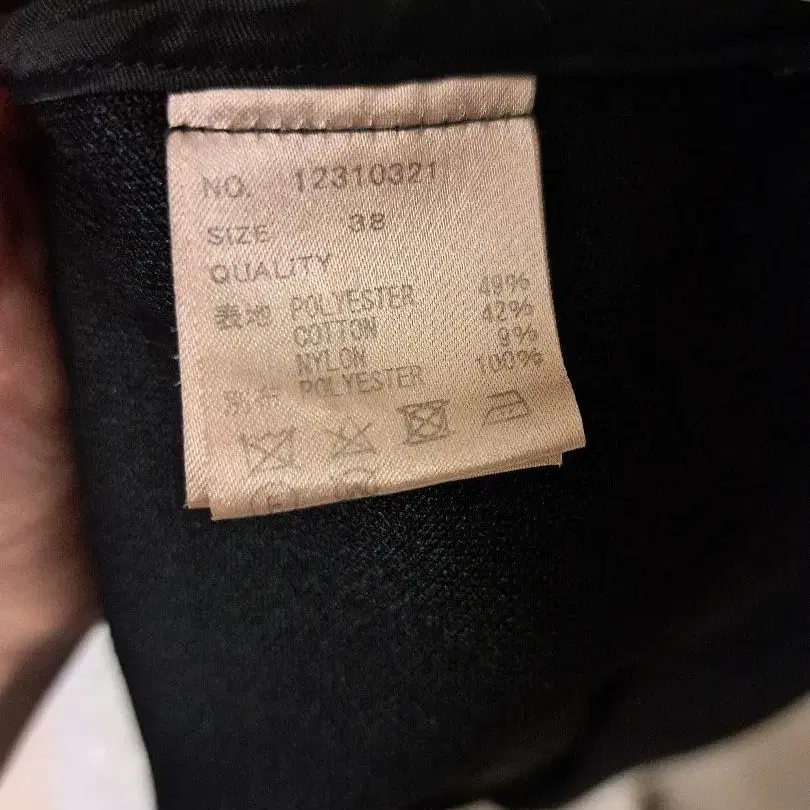 NO. 12310321
SIZE 38
QUALITY
表地 POLYESTER 49%
COTTON 42%
NYLON 9%
POLYESTER 100%